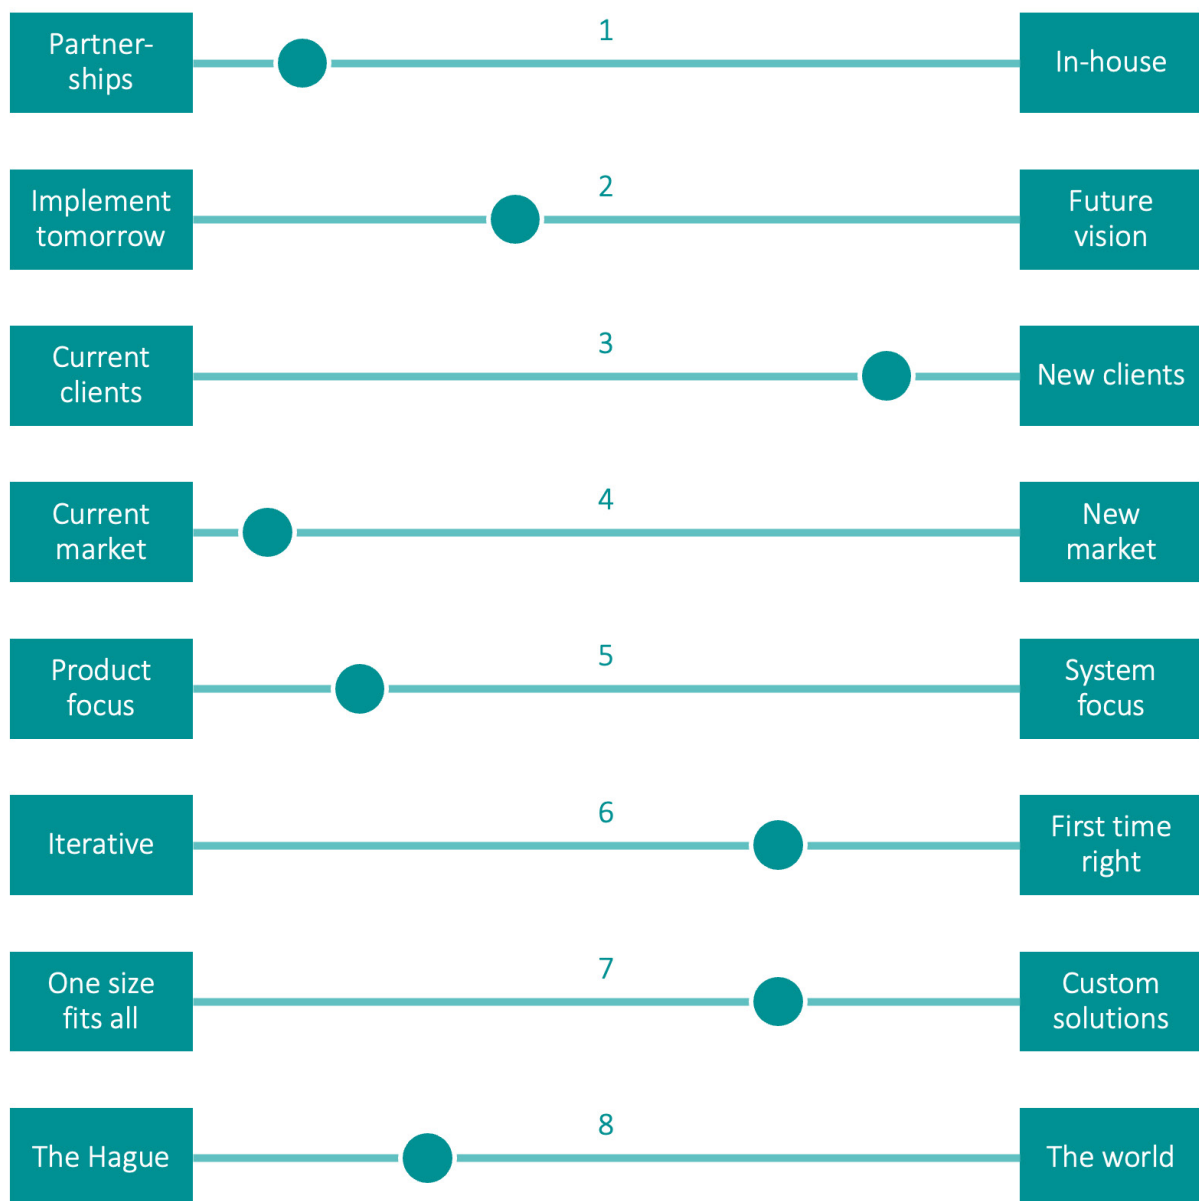 1
Partner-
ships
In-house
2
Implement
tomorrow
Future
vision
3
Current
clients
New clients
4
Current
market
New
market
5
Product
focus
System
focus
6
Iterative
First time
right
7
One size
fits all
Custom
solutions
8
The Hague
The world